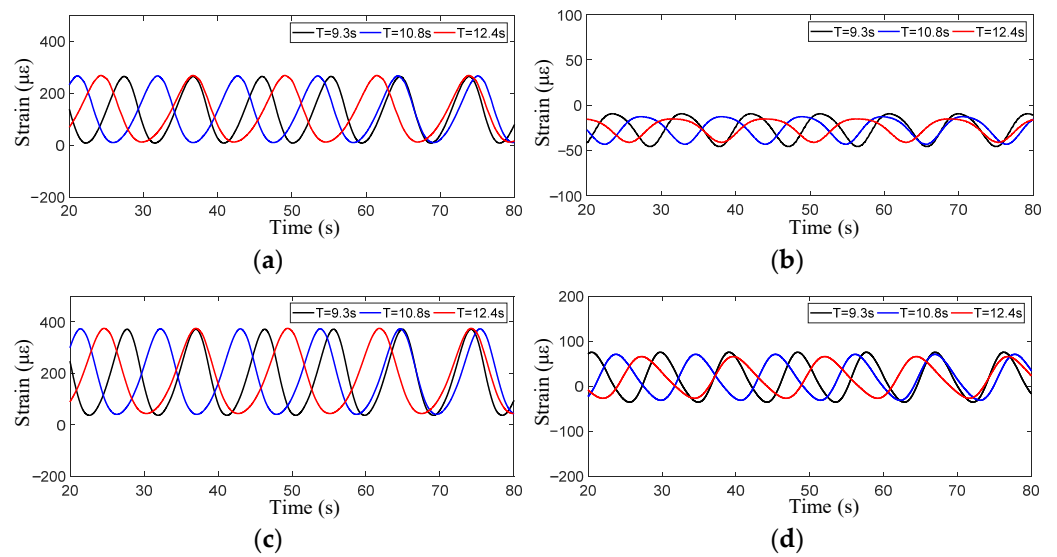 400
200
0
−200
Strain (με)
T=9.3s T=10.8s T=12.4s
20 30 40 50 60 70 80
Time (s)
(a)
100
50
0
−50
−100
Strain (με)
T=9.3s T=10.8s T=12.4s
20 30 40 50 60 70 80
Time (s)
(b)
400
200
0
−200
Strain (με)
T=9.3s T=10.8s T=12.4s
20 30 40 50 60 70 80
Time (s)
(c)
200
100
0
−100
−200
Strain (με)
T=9.3s T=10.8s T=12.4s
20 30 40 50 60 70 80
Time (s)
(d)